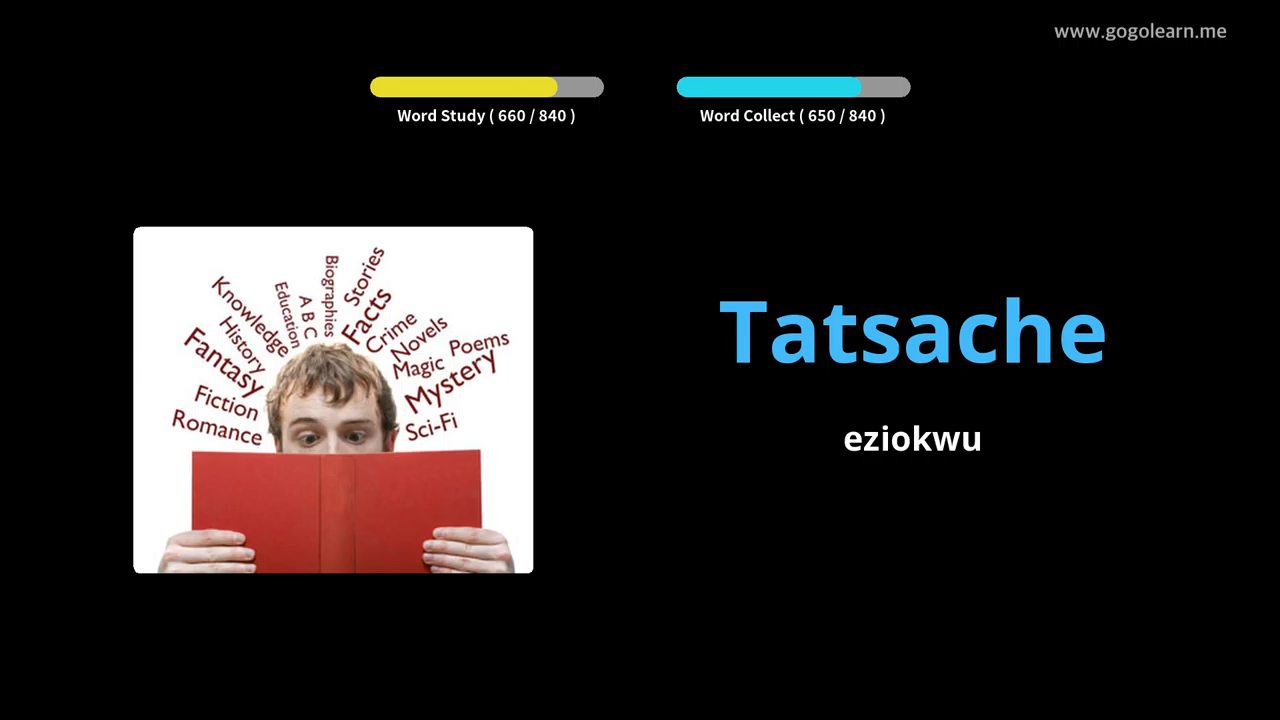 www.gogolearn.me
Word Study ( 660 / 840 )
Word Collect ( 650 / 840 )
Knowledge
Education
A B C
Biographies
Stories
Facts
Crime
Novels
Poems
Magic
Mystery
Sci-Fi
History
Fantasy
Fiction
Romance
Tatsache
eziokwu